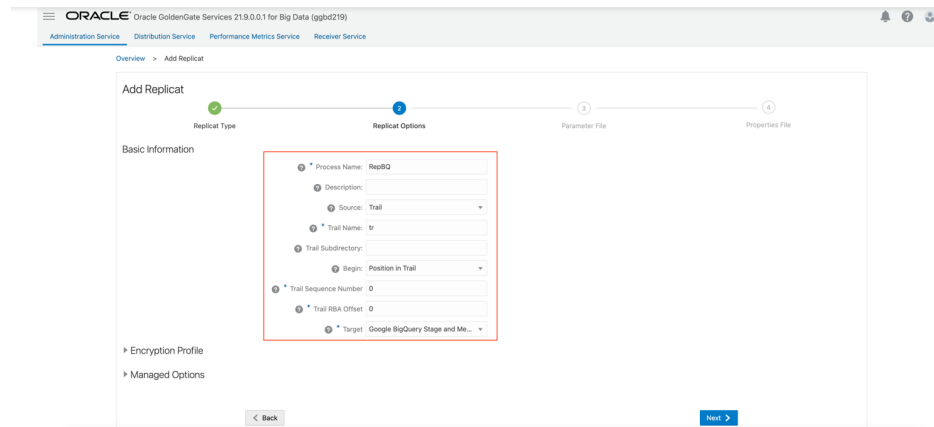 ORACLE Oracle GoldenGate Services 21.9.0.0.1 for Big Data (ggbd219)
Administration Service Distribution Service Performance Metrics Service Receiver Service
Overview > Add Replicat
Add Replicat
2 3 4
Replicat Type Replicat Options Parameter File Properties File
Basic Information
* Process Name: RepBQ
Description:
Source: Trail
* Trail Name: tr
Trail Subdirectory:
Begin: Position in Trail
* Trail Sequence Number 0
* Trail RBA Offset 0
* Target Google BigQuery Stage and Me...
Encryption Profile
Managed Options
< Back Next >